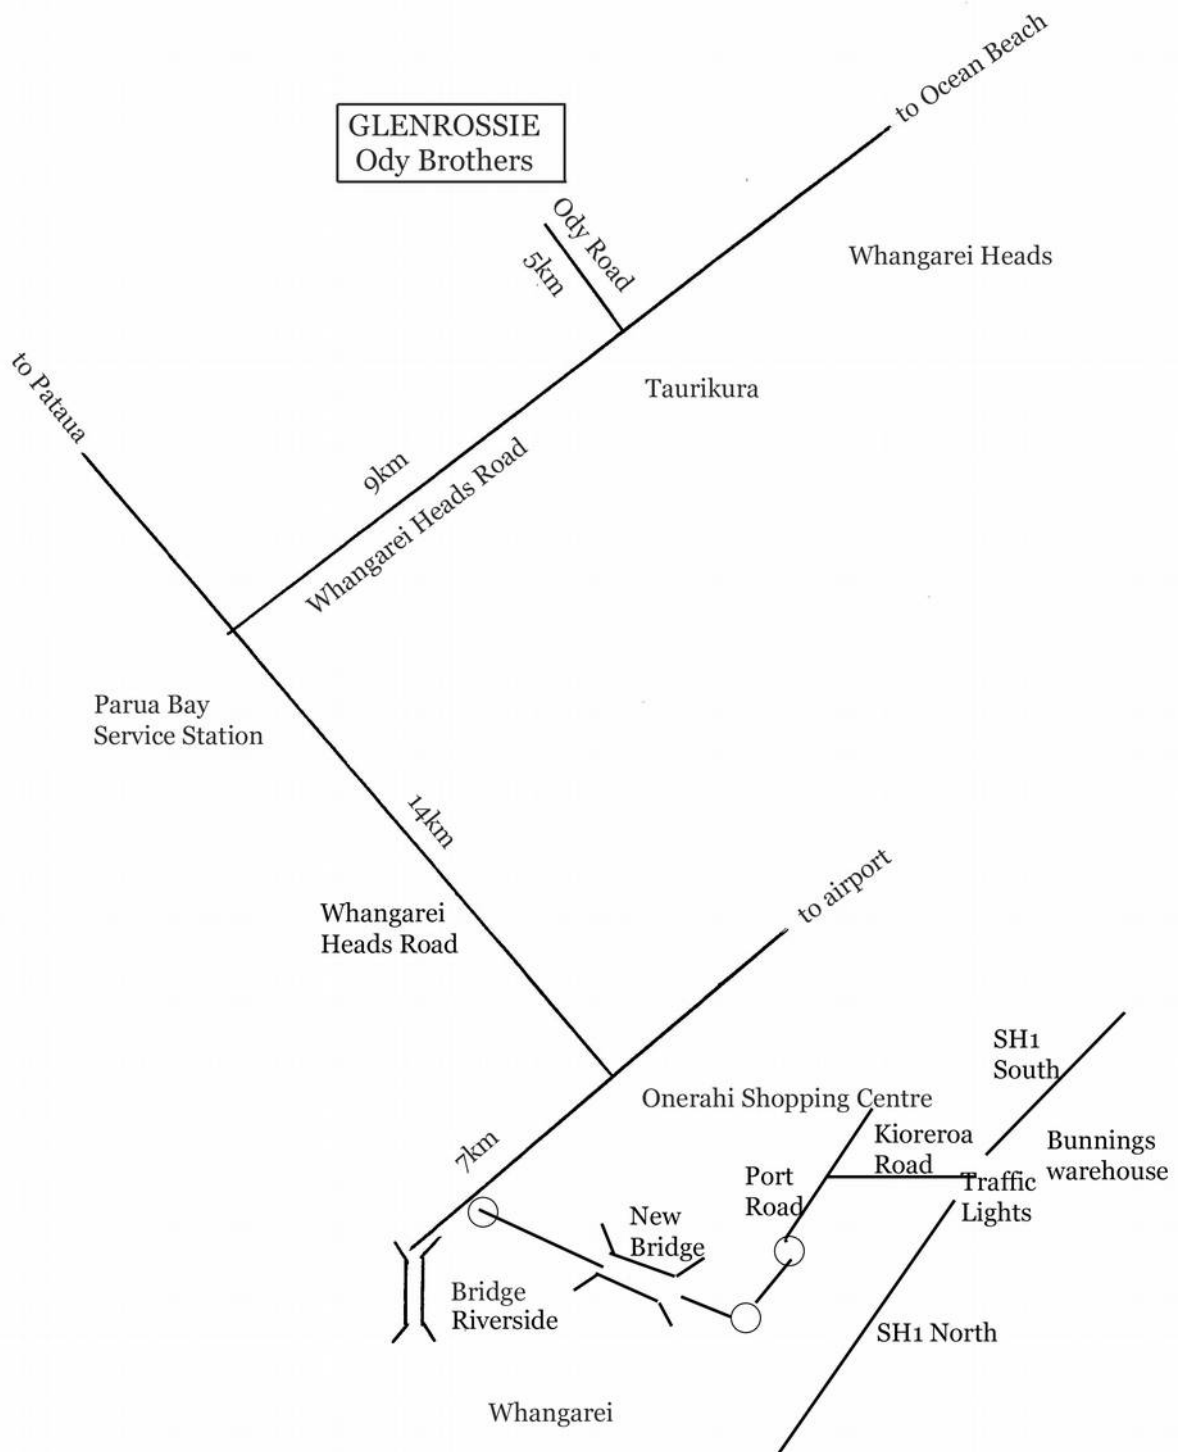 to Ocean Beach
GLENROSSIE
Ody Brothers
Ody Road
5km
Whangarei Heads
to Pataua
Taurikura
9km
Whangarei Heads Road
Parua Bay
Service Station
14km
Whangarei
Heads Road
to airport
SH1
South
Onerahi Shopping Centre
Kioreroa
Road
Bunnings
warehouse
7km
Port
Road
Traffic
Lights
New
Bridge
Bridge
Riverside
SH1 North
Whangarei